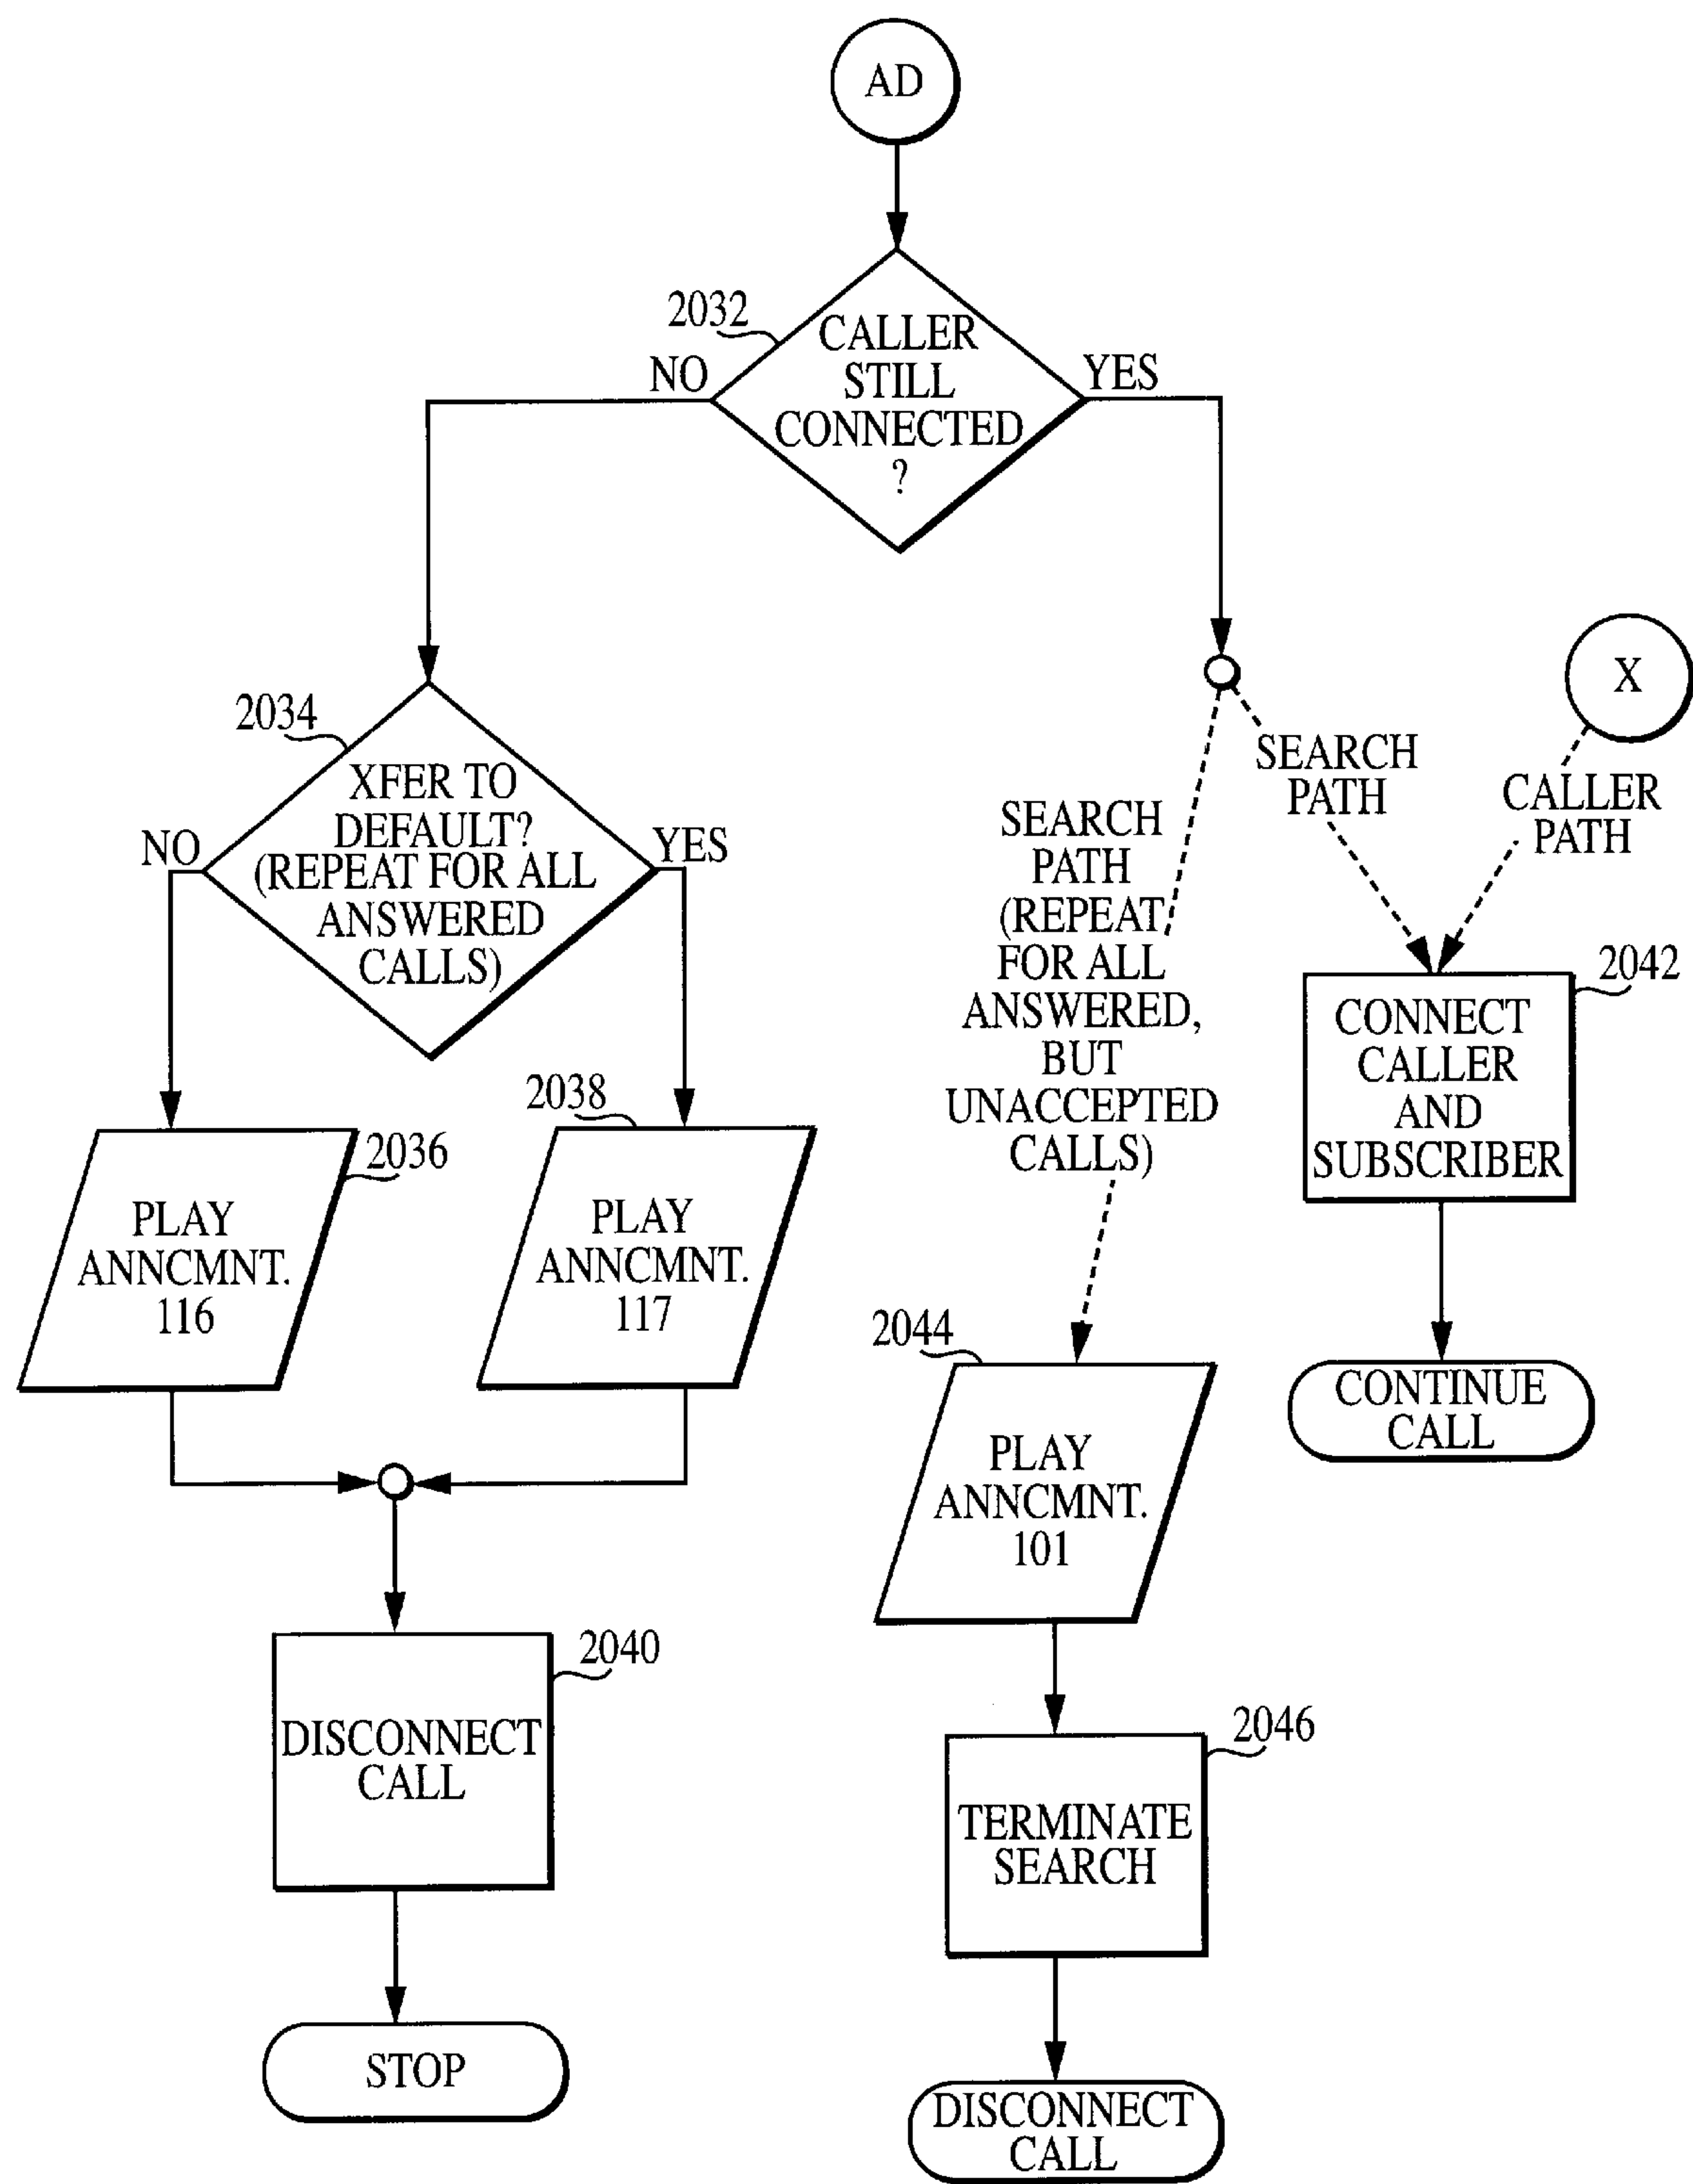 AD
2032
CALLER
STILL
CONNECTED
?
NO
YES
X
2034
XFER TO
DEFAULT?
(REPEAT FOR ALL
ANSWERED
CALLS)
NO
YES
SEARCH
PATH
CALLER
PATH
SEARCH
PATH
(REPEAT
FOR ALL
ANSWERED,
BUT
UNACCEPTED
CALLS)
2042
CONNECT
CALLER
AND
SUBSCRIBER
2036
PLAY
ANNCMNT.
116
2038
PLAY
ANNCMNT.
117
2044
PLAY
ANNCMNT.
101
CONTINUE
CALL
2040
DISCONNECT
CALL
2046
TERMINATE
SEARCH
STOP
DISCONNECT
CALL